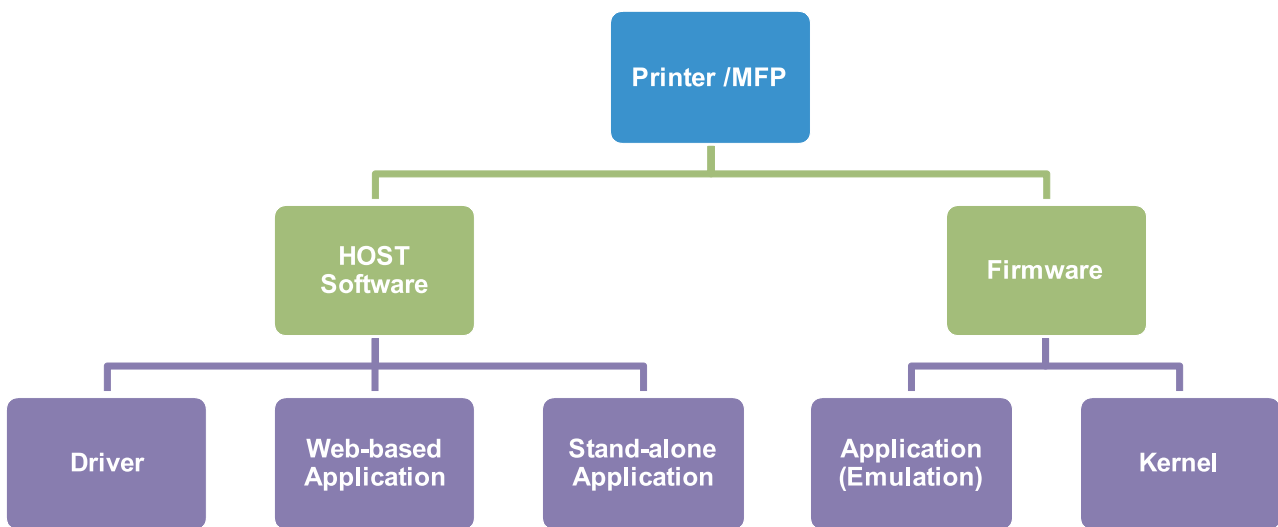 Printer /MFP
HOST
Software
Firmware
Driver
Web-based
Application
Stand-alone
Application
Application
(Emulation)
Kernel